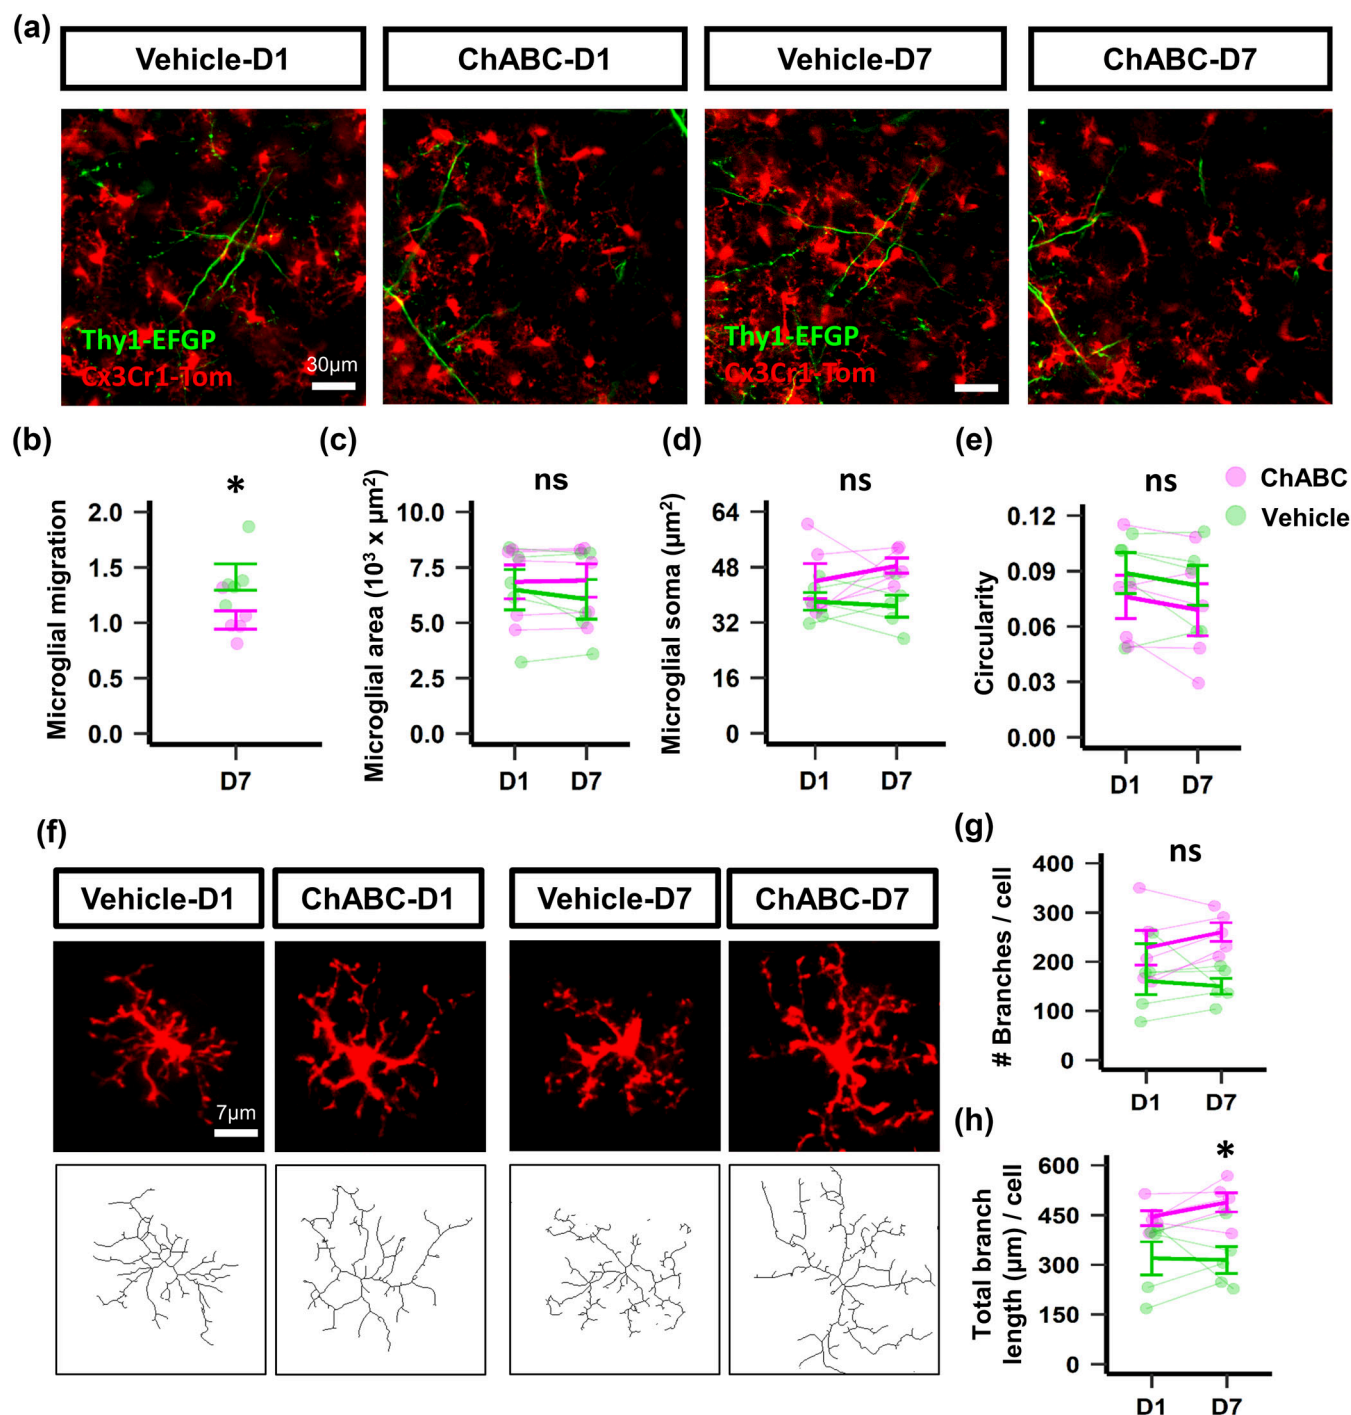 (a)
Vehicle-D1
ChABC-D1
Vehicle-D7
ChABC-D7
Thy1-EFGP
Cx3Cr1-Tom
30µm
Thy1-EFGP
Cx3Cr1-Tom
(b)
Microglial migration
2.0
1.5
1.0
0.5
0.0
*
D7
(c)
Microglial area (10³ x µm²)
10.0
7.5
5.0
2.5
0.0
ns
D1
D7
(d)
Microglial soma (µm²)
64
48
32
16
0
ns
D1
D7
(e)
Circularity
0.12
0.09
0.06
0.03
0.00
ns
D1
D7
ChABC
Vehicle
(f)
Vehicle-D1
ChABC-D1
Vehicle-D7
ChABC-D7
7µm
(g)
# Branches / cell
400
300
200
100
0
ns
D1
D7
(h)
Total branch
length (µm) / cell
600
450
300
150
0
*
D1
D7